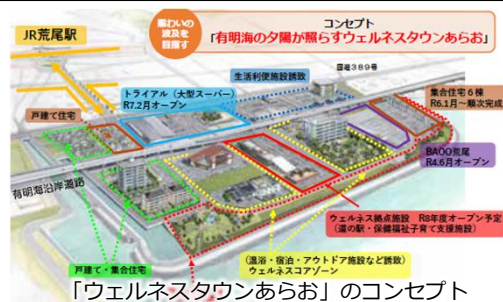 コンセプト
「有明海の夕陽が照らすウェルネスタウンあらお」
賑わいの
波及を
目指す
JR荒尾駅
生活利便施設誘致
国道389号
トライアル（大型スーパー）
R7.2月オープン
集合住宅6棟
R6.1月～順次完成
戸建て住宅
BAOO荒尾
R4.6月オープン
有明海沿岸道路
ウェルネス拠点施設 R8年度オープン予定
（道の駅・保健福祉子育て支援施設）
戸建て・集合住宅
（温浴・宿泊・アウトドア施設など誘致）
ウェルネスコアゾーン
「ウェルネスタウンあらお」のコンセプト